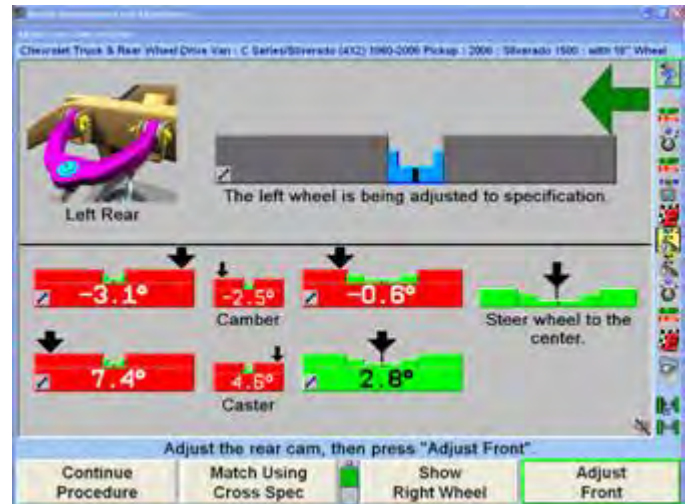 Chevrolet Truck & Rear Wheel Drive Van : C Series/Silverado (4X2) 1960-2006 Pickup : 2006 : Silverado 1500 : with 18" Wheel
The left wheel is being adjusted to specification.
Left Rear
-3.1° -2.5° -0.6°
Camber
Steer wheel to the
center.
7.4° 4.6° 2.8°
Caster
Adjust the rear cam, then press "Adjust Front".
Continue
Procedure
Match Using
Cross Spec
Show
Right Wheel
Adjust
Front